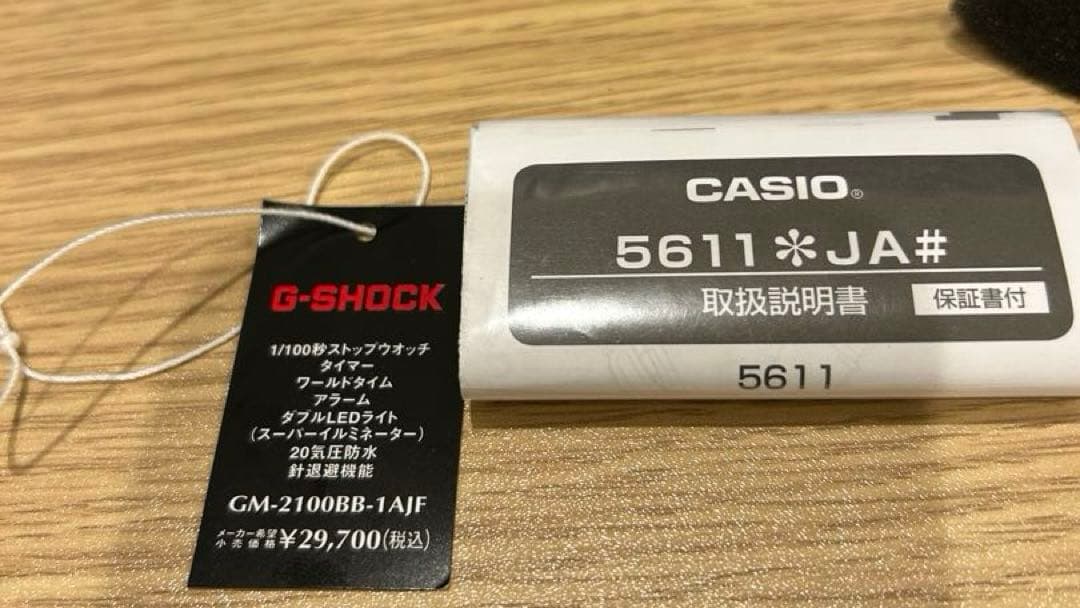 G-SHOCK
1/100秒ストップウオッチ
タイマー
ワールドタイム
アラーム
ダブルLEDライト
(スーパーイルミネーター)
20気圧防水
針退避機能
GM-2100BB-1AJF
メーカー希望
小売価格 ¥29,700(税込)
CASIO®
5611✽JA#
取扱説明書 保証書付
5611